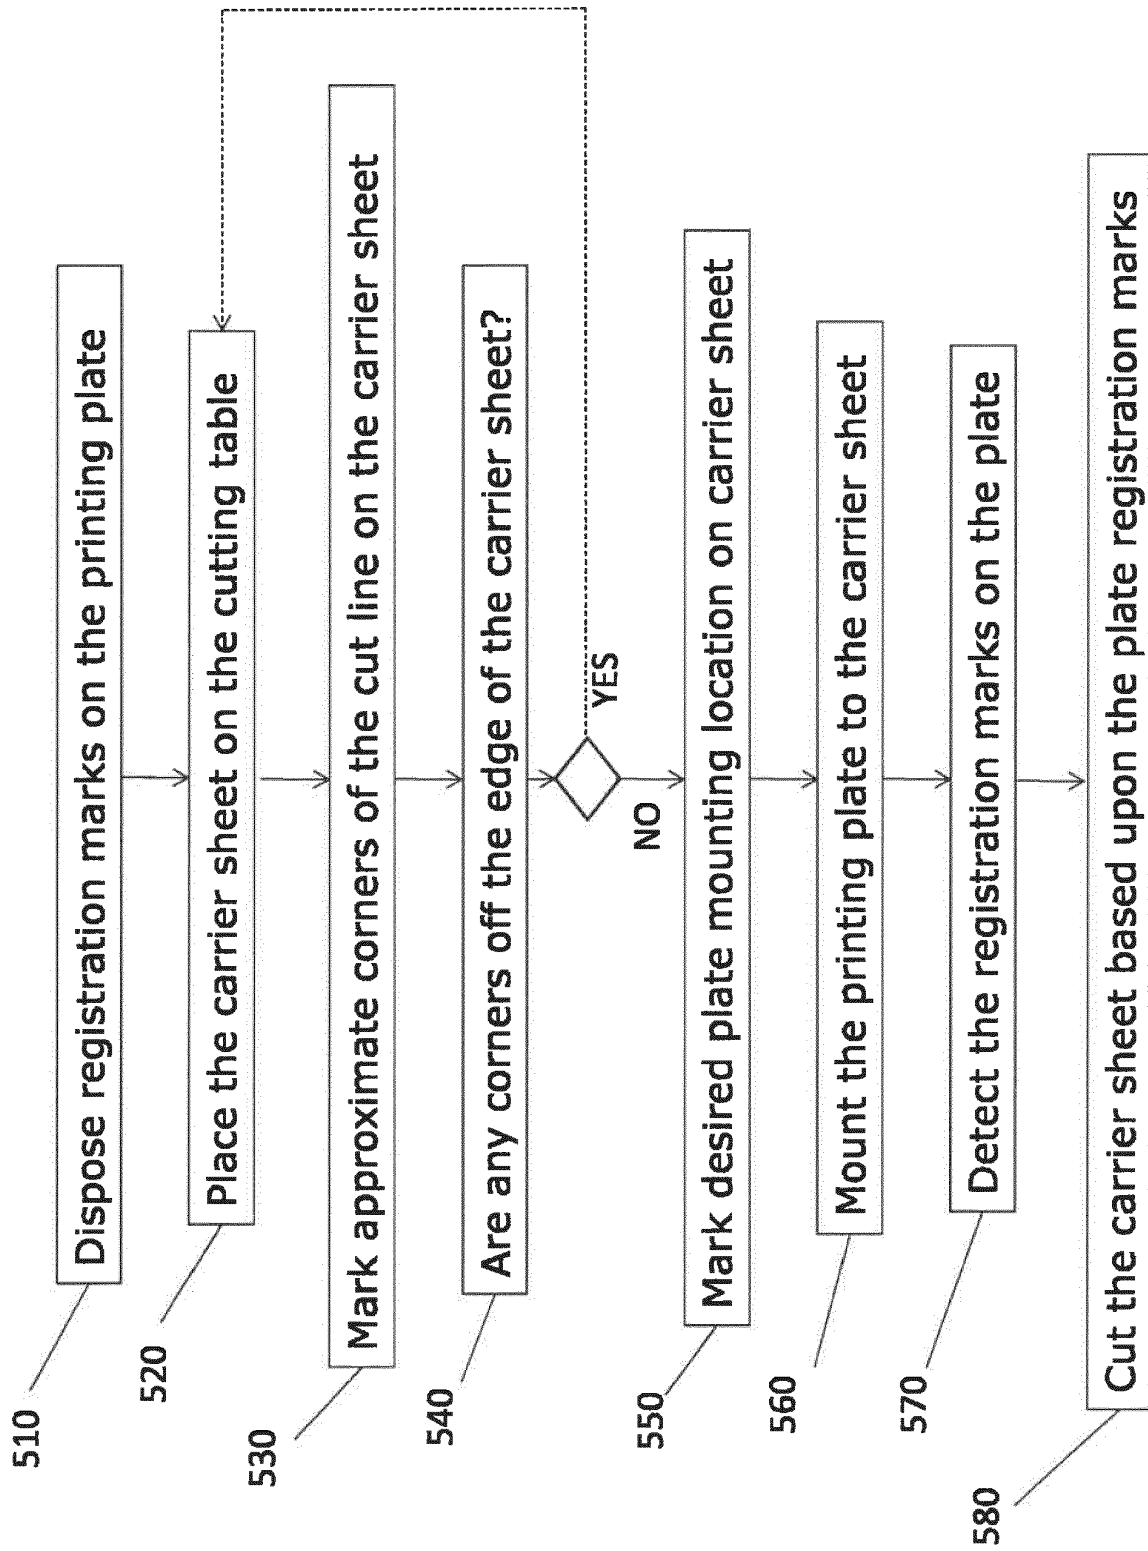 510
Dispose registration marks on the printing plate
520
Place the carrier sheet on the cutting table
530
Mark approximate corners of the cut line on the carrier sheet
540
Are any corners off the edge of the carrier sheet?
YES
NO
550
Mark desired plate mounting location on carrier sheet
560
Mount the printing plate to the carrier sheet
570
Detect the registration marks on the plate
580
Cut the carrier sheet based upon the plate registration marks